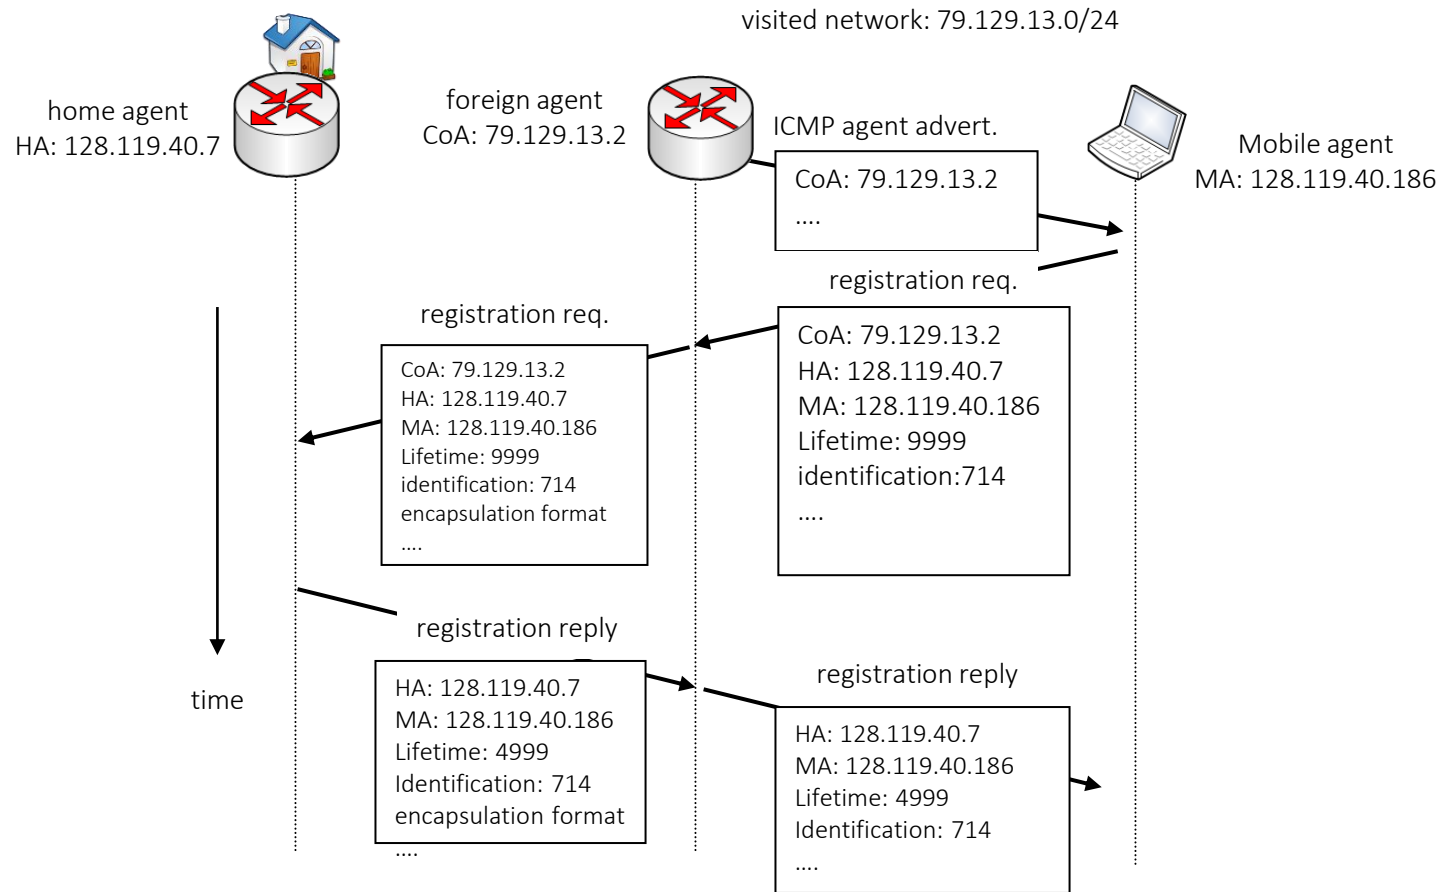 visited network: 79.129.13.0/24
home agent
HA: 128.119.40.7
foreign agent
CoA: 79.129.13.2
ICMP agent advert.
CoA: 79.129.13.2
....
Mobile agent
MA: 128.119.40.186
registration req.
CoA: 79.129.13.2
HA: 128.119.40.7
MA: 128.119.40.186
Lifetime: 9999
identification:714
....
registration req.
CoA: 79.129.13.2
HA: 128.119.40.7
MA: 128.119.40.186
Lifetime: 9999
identification: 714
encapsulation format
....
registration reply
HA: 128.119.40.7
MA: 128.119.40.186
Lifetime: 4999
Identification: 714
encapsulation format
....
registration reply
HA: 128.119.40.7
MA: 128.119.40.186
Lifetime: 4999
Identification: 714
....
time